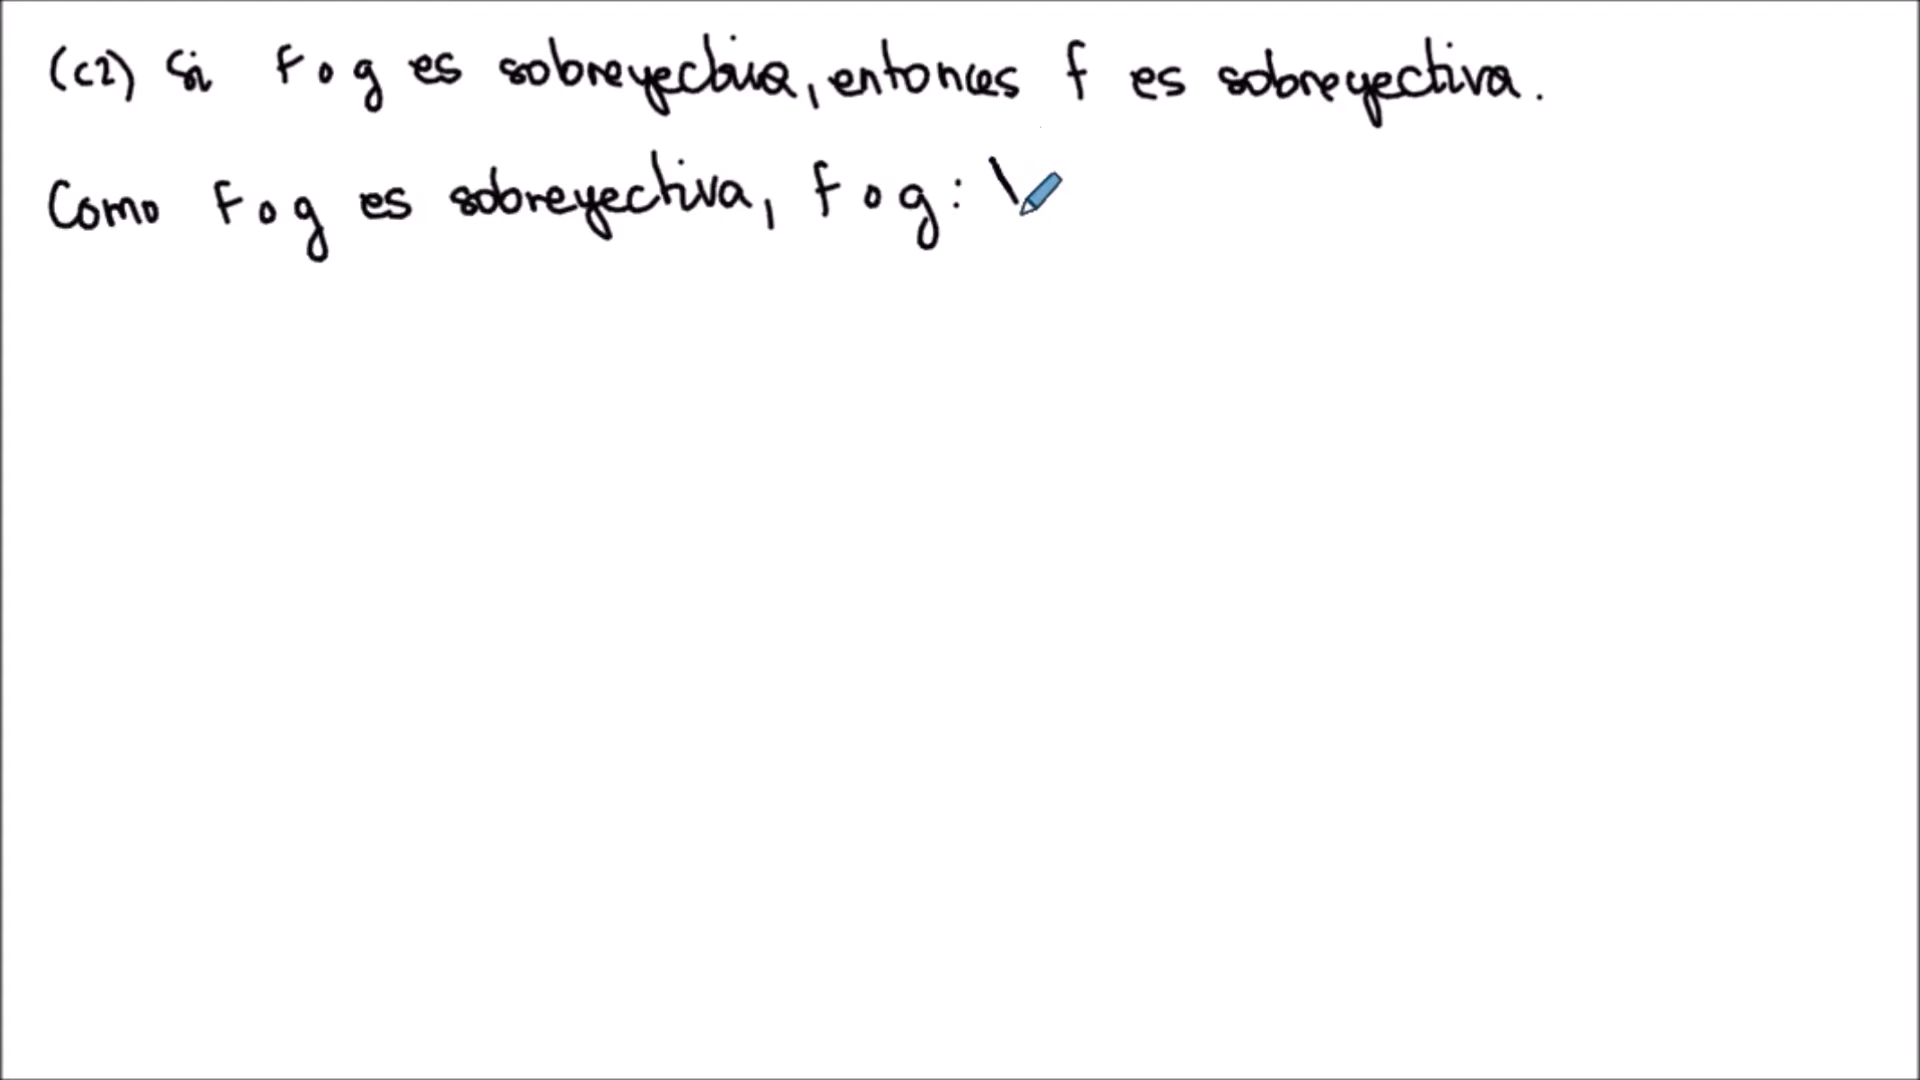 (c2) Si f o g es sobreyectiva, entonces f es sobreyectiva.
Como f o g es sobreyectiva, f o g : \